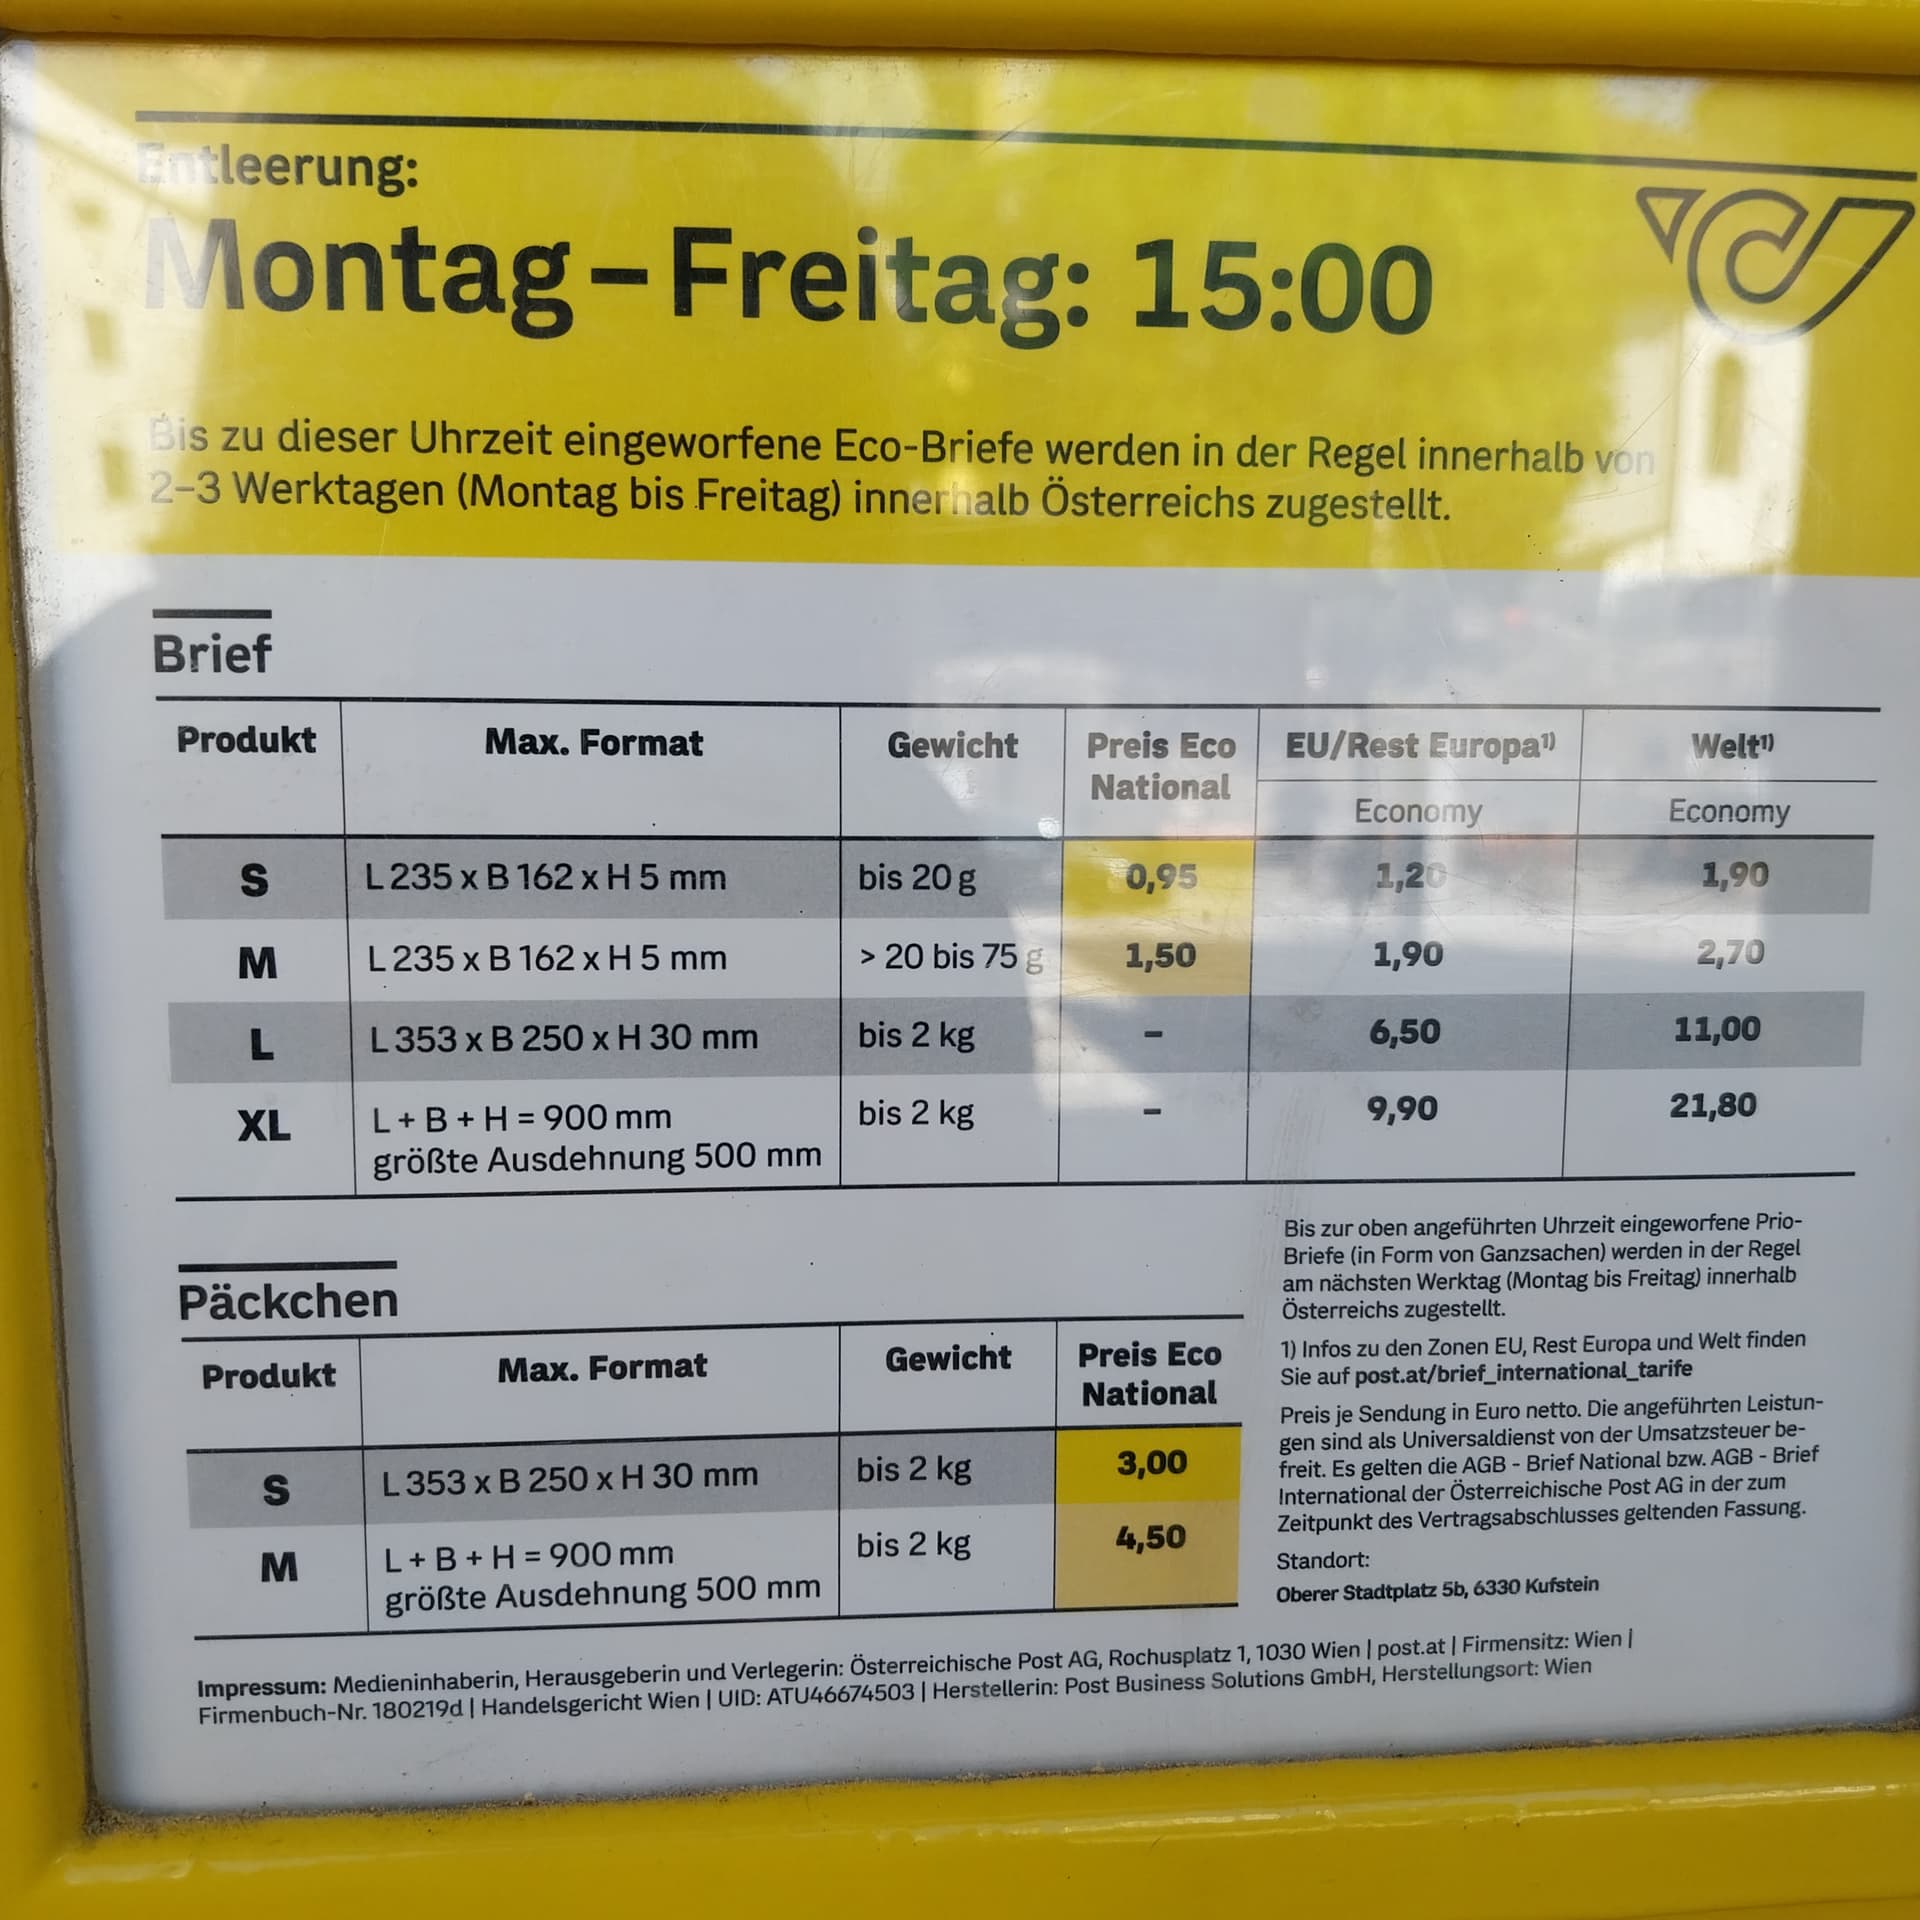 Entleerung:
Montag – Freitag: 15:00
Bis zu dieser Uhrzeit eingeworfene Eco-Briefe werden in der Regel innerhalb von
2–3 Werktagen (Montag bis Freitag) innerhalb Österreichs zugestellt.
Brief
Produkt Max. Format Gewicht Preis Eco National EU/Rest Europa¹⁾ Welt¹⁾
Economy Economy
S L 235 x B 162 x H 5 mm bis 20 g 0,95 1,20 1,90
M L 235 x B 162 x H 5 mm > 20 bis 75 g 1,50 1,90 2,70
L L 353 x B 250 x H 30 mm bis 2 kg – 6,50 11,00
XL L + B + H = 900 mm bis 2 kg – 9,90 21,80
größte Ausdehnung 500 mm
Päckchen
Produkt Max. Format Gewicht Preis Eco
National
S L 353 x B 250 x H 30 mm bis 2 kg 3,00
M L + B + H = 900 mm bis 2 kg 4,50
größte Ausdehnung 500 mm
Bis zur oben angeführten Uhrzeit eingeworfene Prio-
Briefe (in Form von Ganzsachen) werden in der Regel
am nächsten Werktag (Montag bis Freitag) innerhalb
Österreichs zugestellt.
1) Infos zu den Zonen EU, Rest Europa und Welt finden
Sie auf post.at/brief_international_tarife
Preis je Sendung in Euro netto. Die angeführten Leistun-
gen sind als Universaldienst von der Umsatzsteuer be-
freit. Es gelten die AGB - Brief National bzw. AGB - Brief
International der Österreichische Post AG in der zum
Zeitpunkt des Vertragsabschlusses geltenden Fassung.
Standort:
Oberer Stadtplatz 5b, 6330 Kufstein
Impressum: Medieninhaberin, Herausgeberin und Verlegerin: Österreichische Post AG, Rochusplatz 1, 1030 Wien | post.at | Firmensitz: Wien |
Firmenbuch-Nr. 180219d | Handelsgericht Wien | UID: ATU46674503 | Herstellerin: Post Business Solutions GmbH, Herstellungsort: Wien